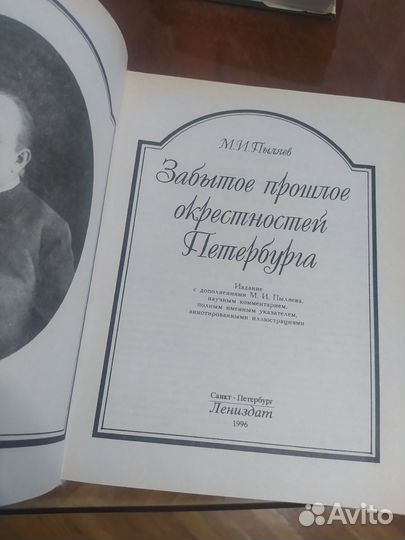 М.И.Пыляев
Забытое прошлое
окрестностей
Петербурга
Издание
с дополнениями М. И. Пыляева,
научным комментарием,
полным именным указателем,
аннотированными иллюстрациями
Санкт-Петербург
Лениздат
1996
Avito